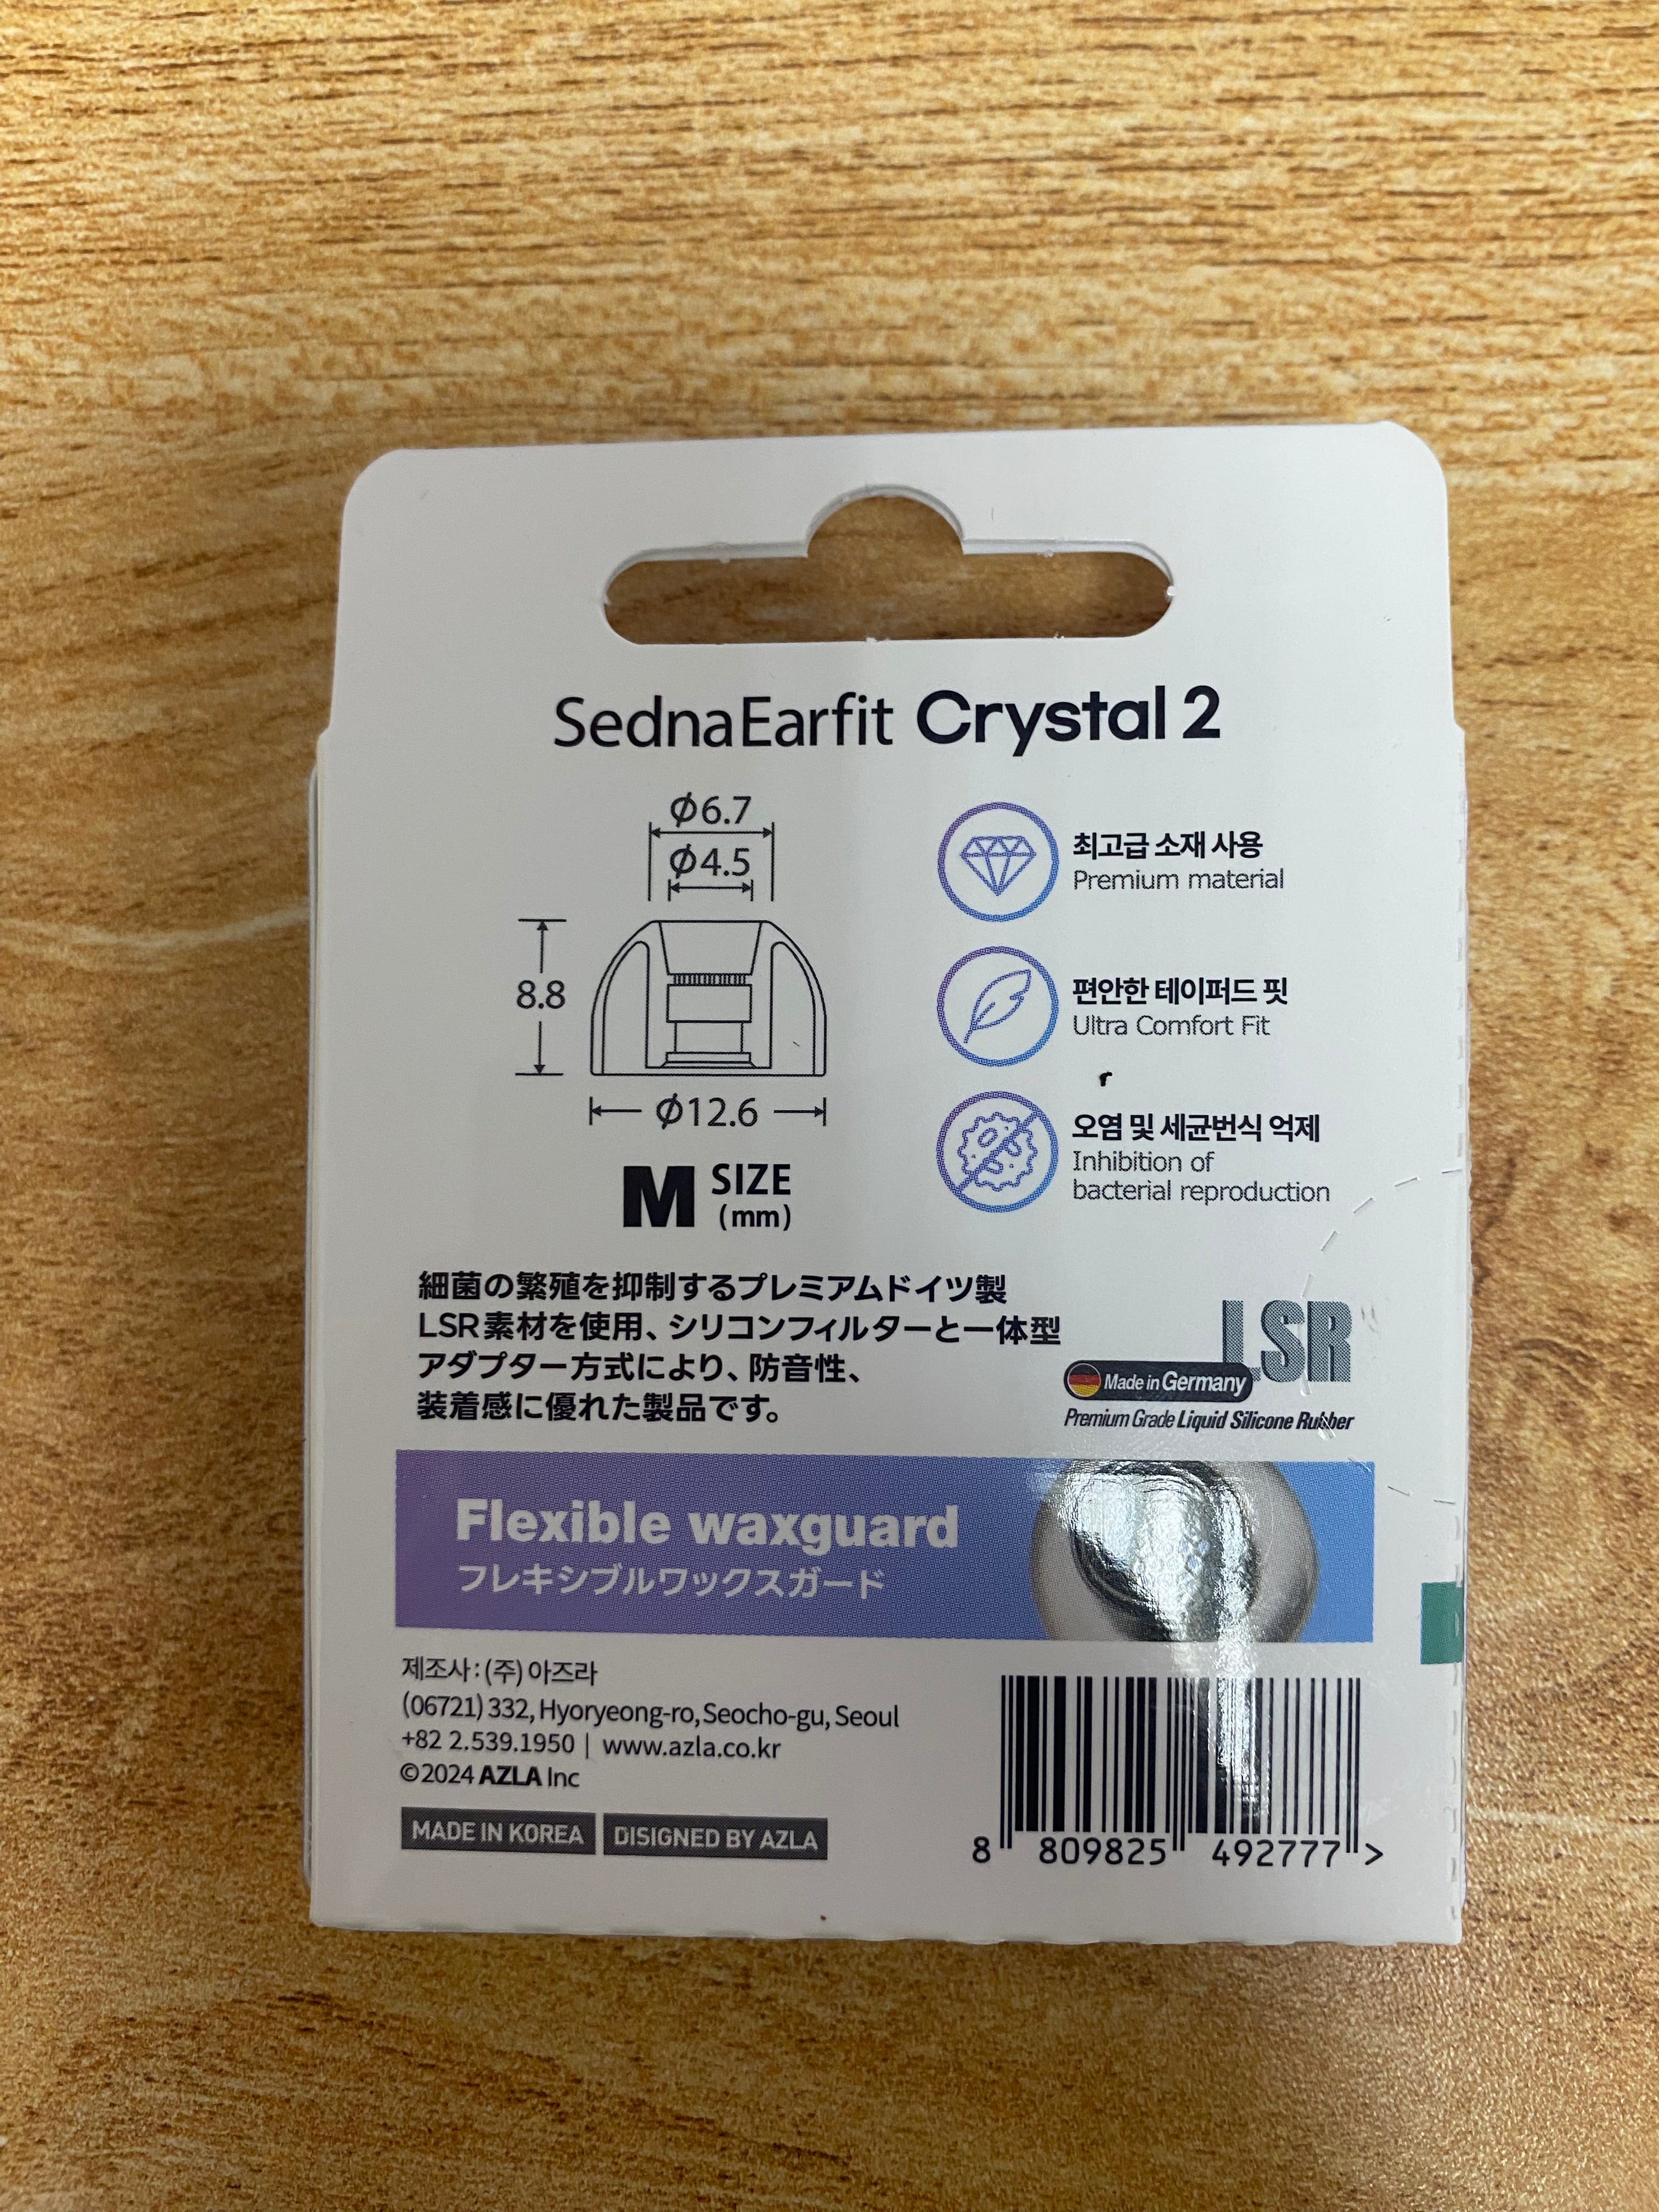 SednaEarfit Crystal 2
Φ6.7
Φ4.5
8.8
Φ12.6
M SIZE
(mm)
최고급 소재 사용
Premium material
편안한 테이퍼드 핏
Ultra Comfort Fit
오염 및 세균번식 억제
Inhibition of
bacterial reproduction
細菌の繁殖を抑制するプレミアムドイツ製
LSR素材を使用、シリコンフィルターと一体型
アダプター方式により、防音性、
装着感に優れた製品です。
LSR
Made in Germany
Premium Grade Liquid Silicone Rubber
Flexible waxguard
フレキシブルワックスガード
제조사 : (주) 아즈라
(06721) 332, Hyoryeong-ro, Seocho-gu, Seoul
+82 2.539.1950 | www.azla.co.kr
©2024 AZLA Inc
MADE IN KOREA DISIGNED BY AZLA
8 809825 492777 >